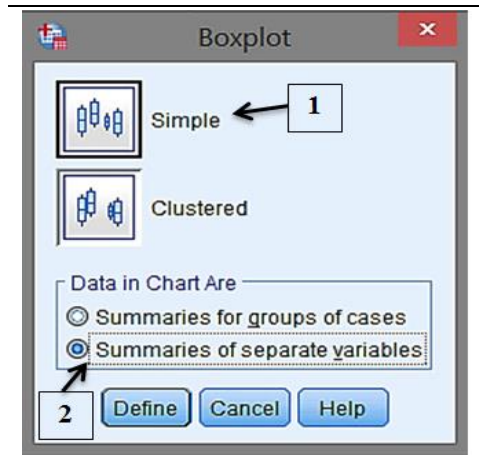 Boxplot
Simple
1
Clustered
Data in Chart Are
Summaries for groups of cases
Summaries of separate variables
2
Define Cancel Help